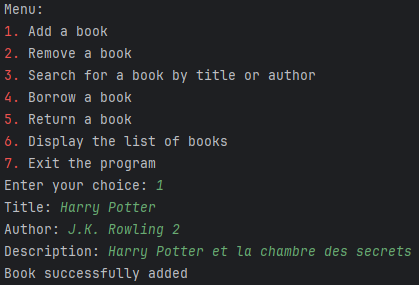 Menu:
1. Add a book
2. Remove a book
3. Search for a book by title or author
4. Borrow a book
5. Return a book
6. Display the list of books
7. Exit the program
Enter your choice: 1
Title: Harry Potter
Author: J.K. Rowling 2
Description: Harry Potter et la chambre des secrets
Book successfully added